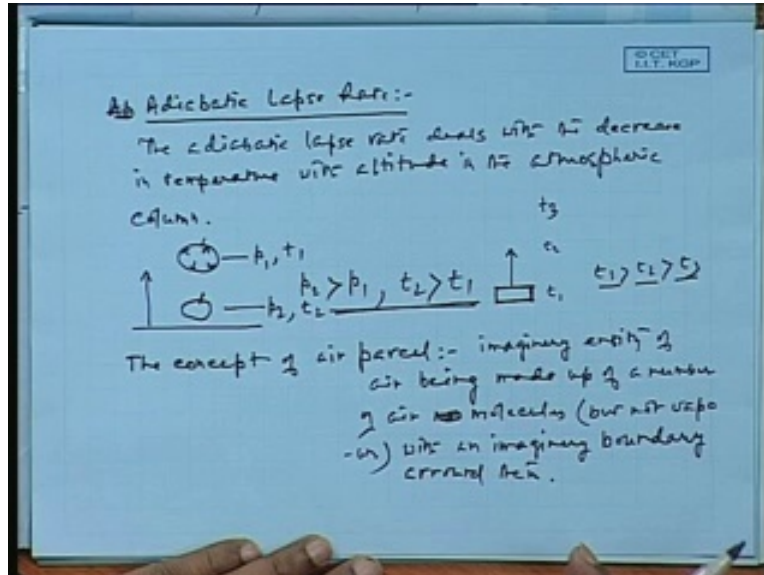 © CET
I.I.T. KGP
Adiabatic Lapse Rate:-
The adiabatic lapse rate deals with the decrease
in temperature with altitude in the atmospheric
column.
t3
p1, t1
t2
p2 > p1, t2 > t1
t1
t1 > t2 > t3
p2, t2
The concept of air parcel:- imaginary entity of
air being made up of a number
of air molecules (but not vapo
-ur) with an imaginary boundary
arround them.